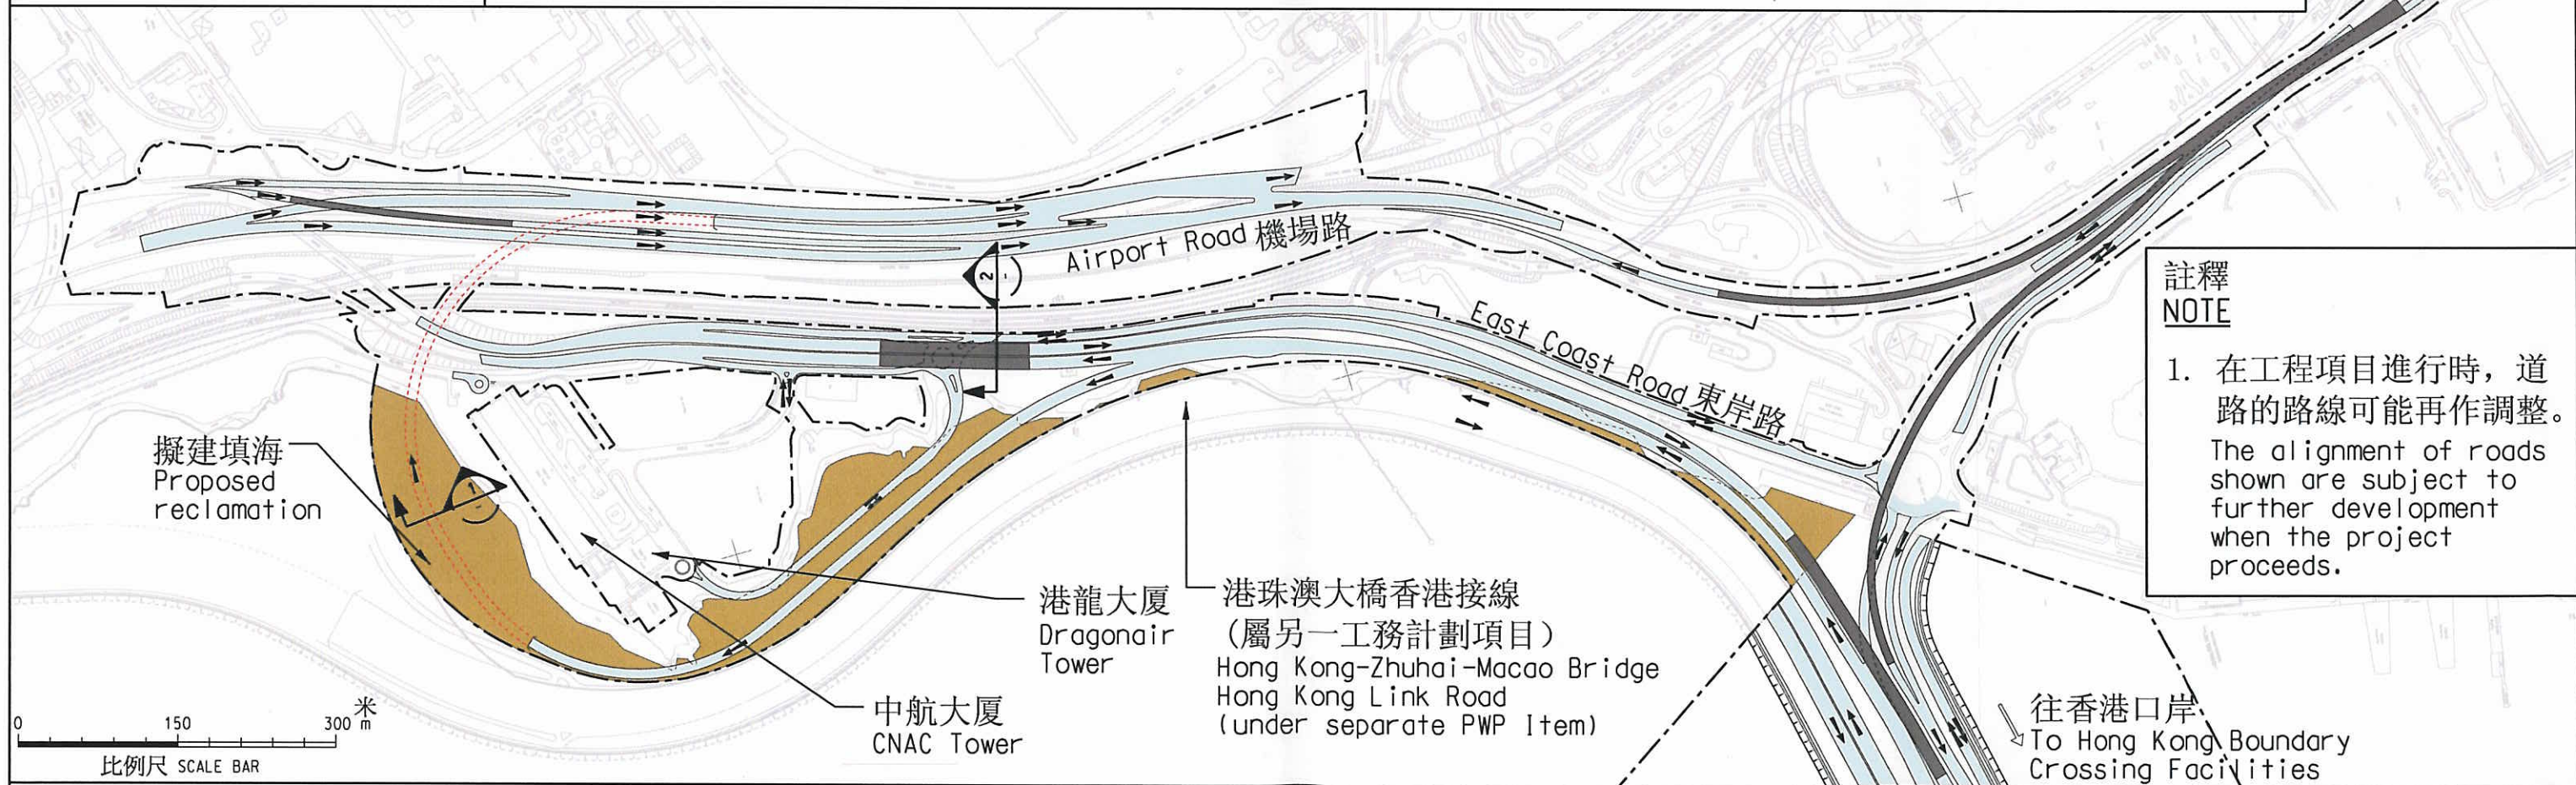 Airport Road 機場路
East Coast Road 東岸路
2
-
1
-
擬建填海
Proposed
reclamation
港龍大厦
Dragonair
Tower
中航大厦
CNAC Tower
港珠澳大橋香港接線
(屬另一工務計劃項目)
Hong Kong-Zhuhai-Macao Bridge
Hong Kong Link Road
(under separate PWP Item)
往香港口岸
To Hong Kong Boundary
Crossing Facilities
註釋
NOTE
1. 在工程項目進行時，道
路的路線可能再作調整。
The alignment of roads
shown are subject to
further development
when the project
proceeds.
0 150 300 米
m
比例尺 SCALE BAR